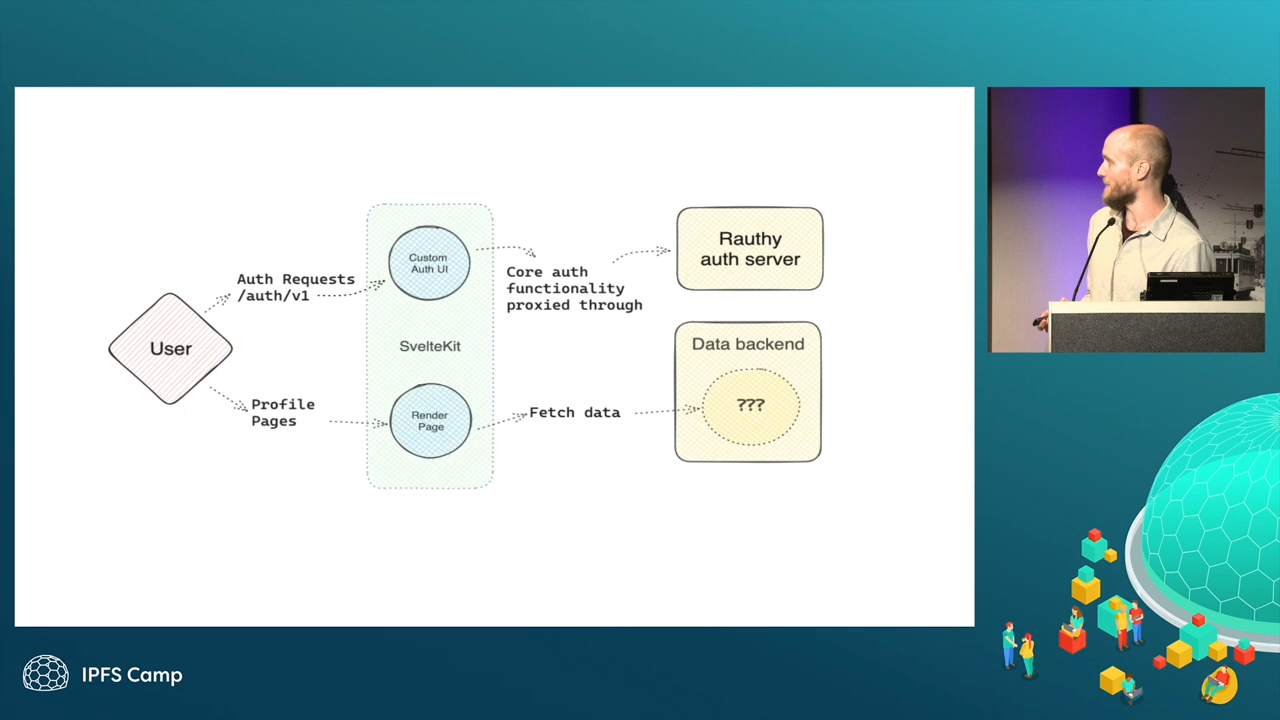 Custom
Auth UI
Rauthy
auth server
Auth Requests
/auth/v1
Core auth
functionality
proxied through
User
SvelteKit
Data backend
Profile
Pages
Render
Page
Fetch data
???
IPFS Camp